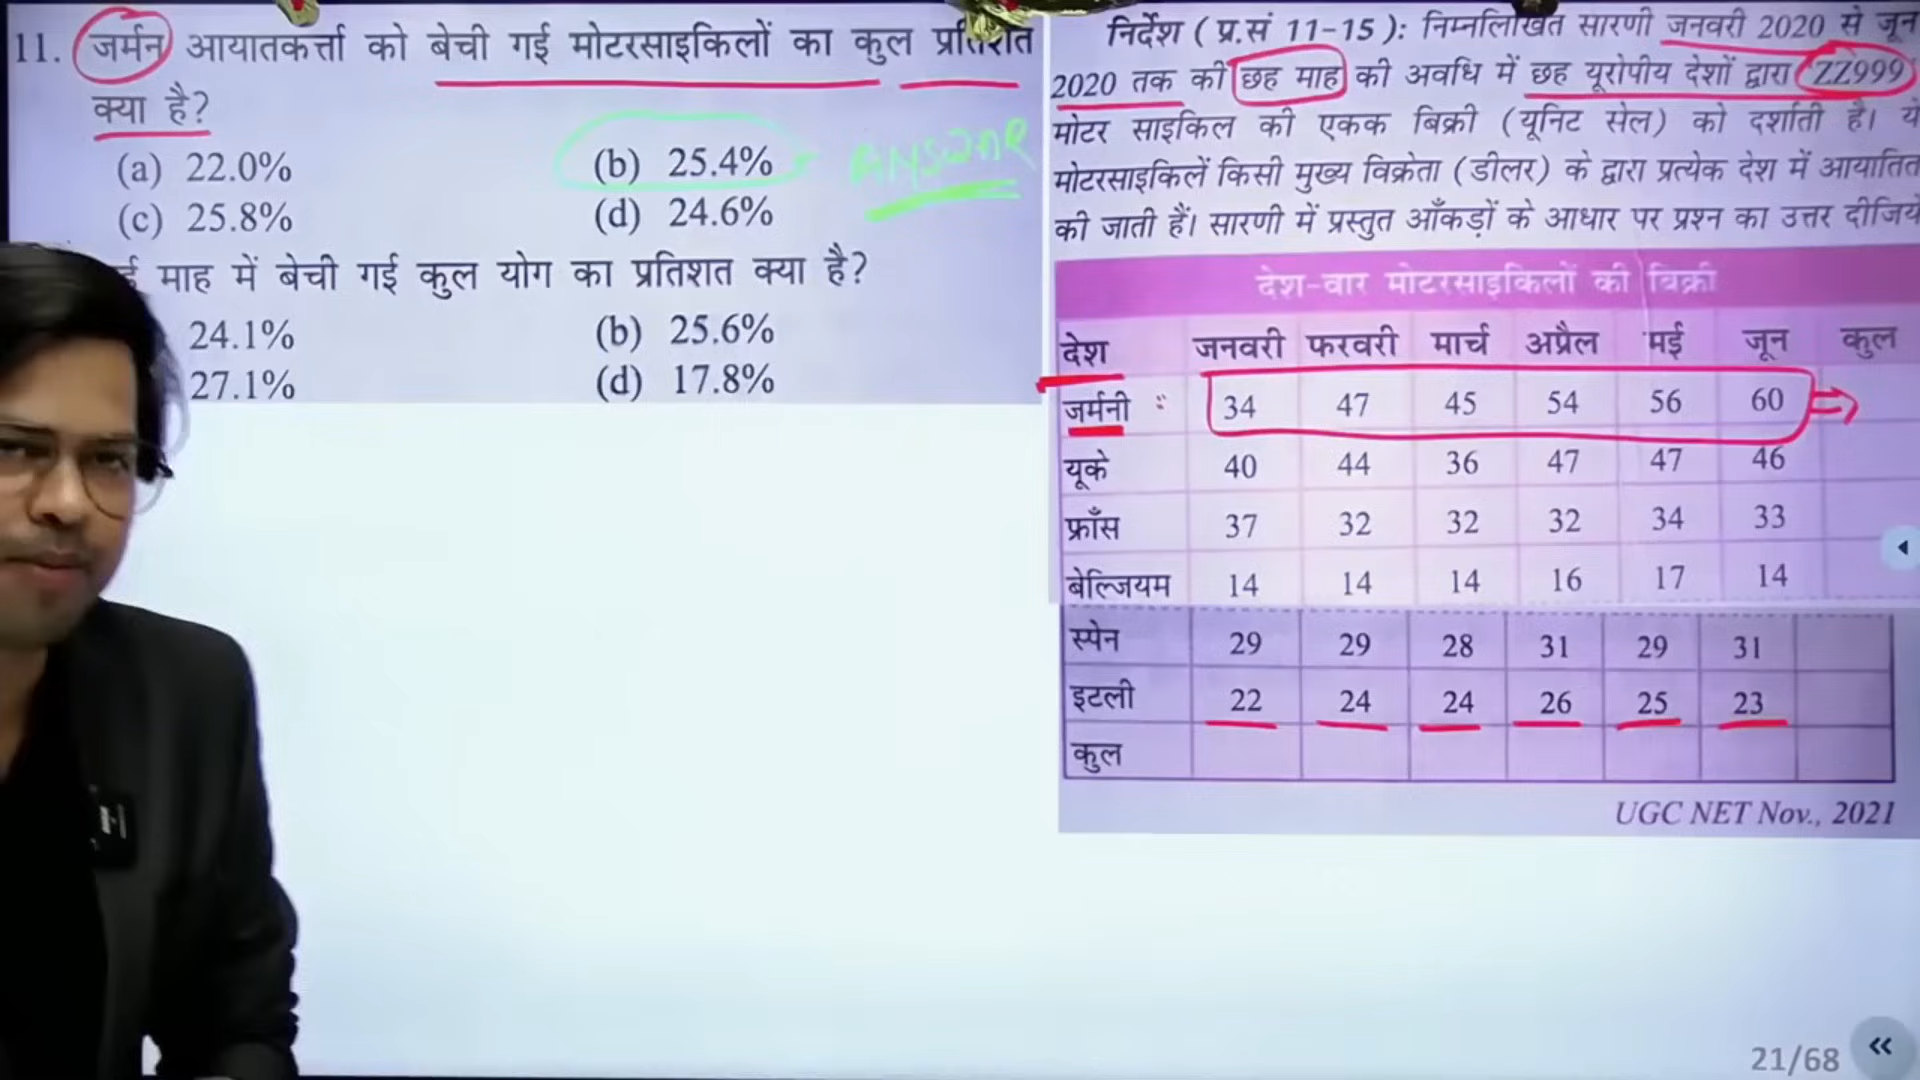 11. जर्मन आयातकर्त्ता को बेची गई मोटरसाइकिलों का कुल प्रतिशत
क्या है?
(a) 22.0% (b) 25.4% ANSWAR
(c) 25.8% (d) 24.6%
माह में बेची गई कुल योग का प्रतिशत क्या है?
24.1% (b) 25.6%
27.1% (d) 17.8%
निर्देश ( प्र.सं 11-15 ): निम्नलिखित सारणी जनवरी 2020 से जून
2020 तक की छह माह की अवधि में छह यूरोपीय देशों द्वारा ZZ999
मोटर साइकिल की एकक बिक्री (यूनिट सेल) को दर्शाती है। ये
मोटरसाइकिलें किसी मुख्य विक्रेता (डीलर) के द्वारा प्रत्येक देश में आयातित
की जाती हैं। सारणी में प्रस्तुत आँकड़ों के आधार पर प्रश्न का उत्तर दीजिये
देश-वार मोटरसाइकिलों की बिक्री
देश जनवरी फरवरी मार्च अप्रैल मई जून कुल
जर्मनी 34 47 45 54 56 60
यूके 40 44 36 47 47 46
फ्राँस 37 32 32 32 34 33
बेल्जियम 14 14 14 16 17 14
स्पेन 29 29 28 31 29 31
इटली 22 24 24 26 25 23
कुल
UGC NET Nov., 2021
21/68